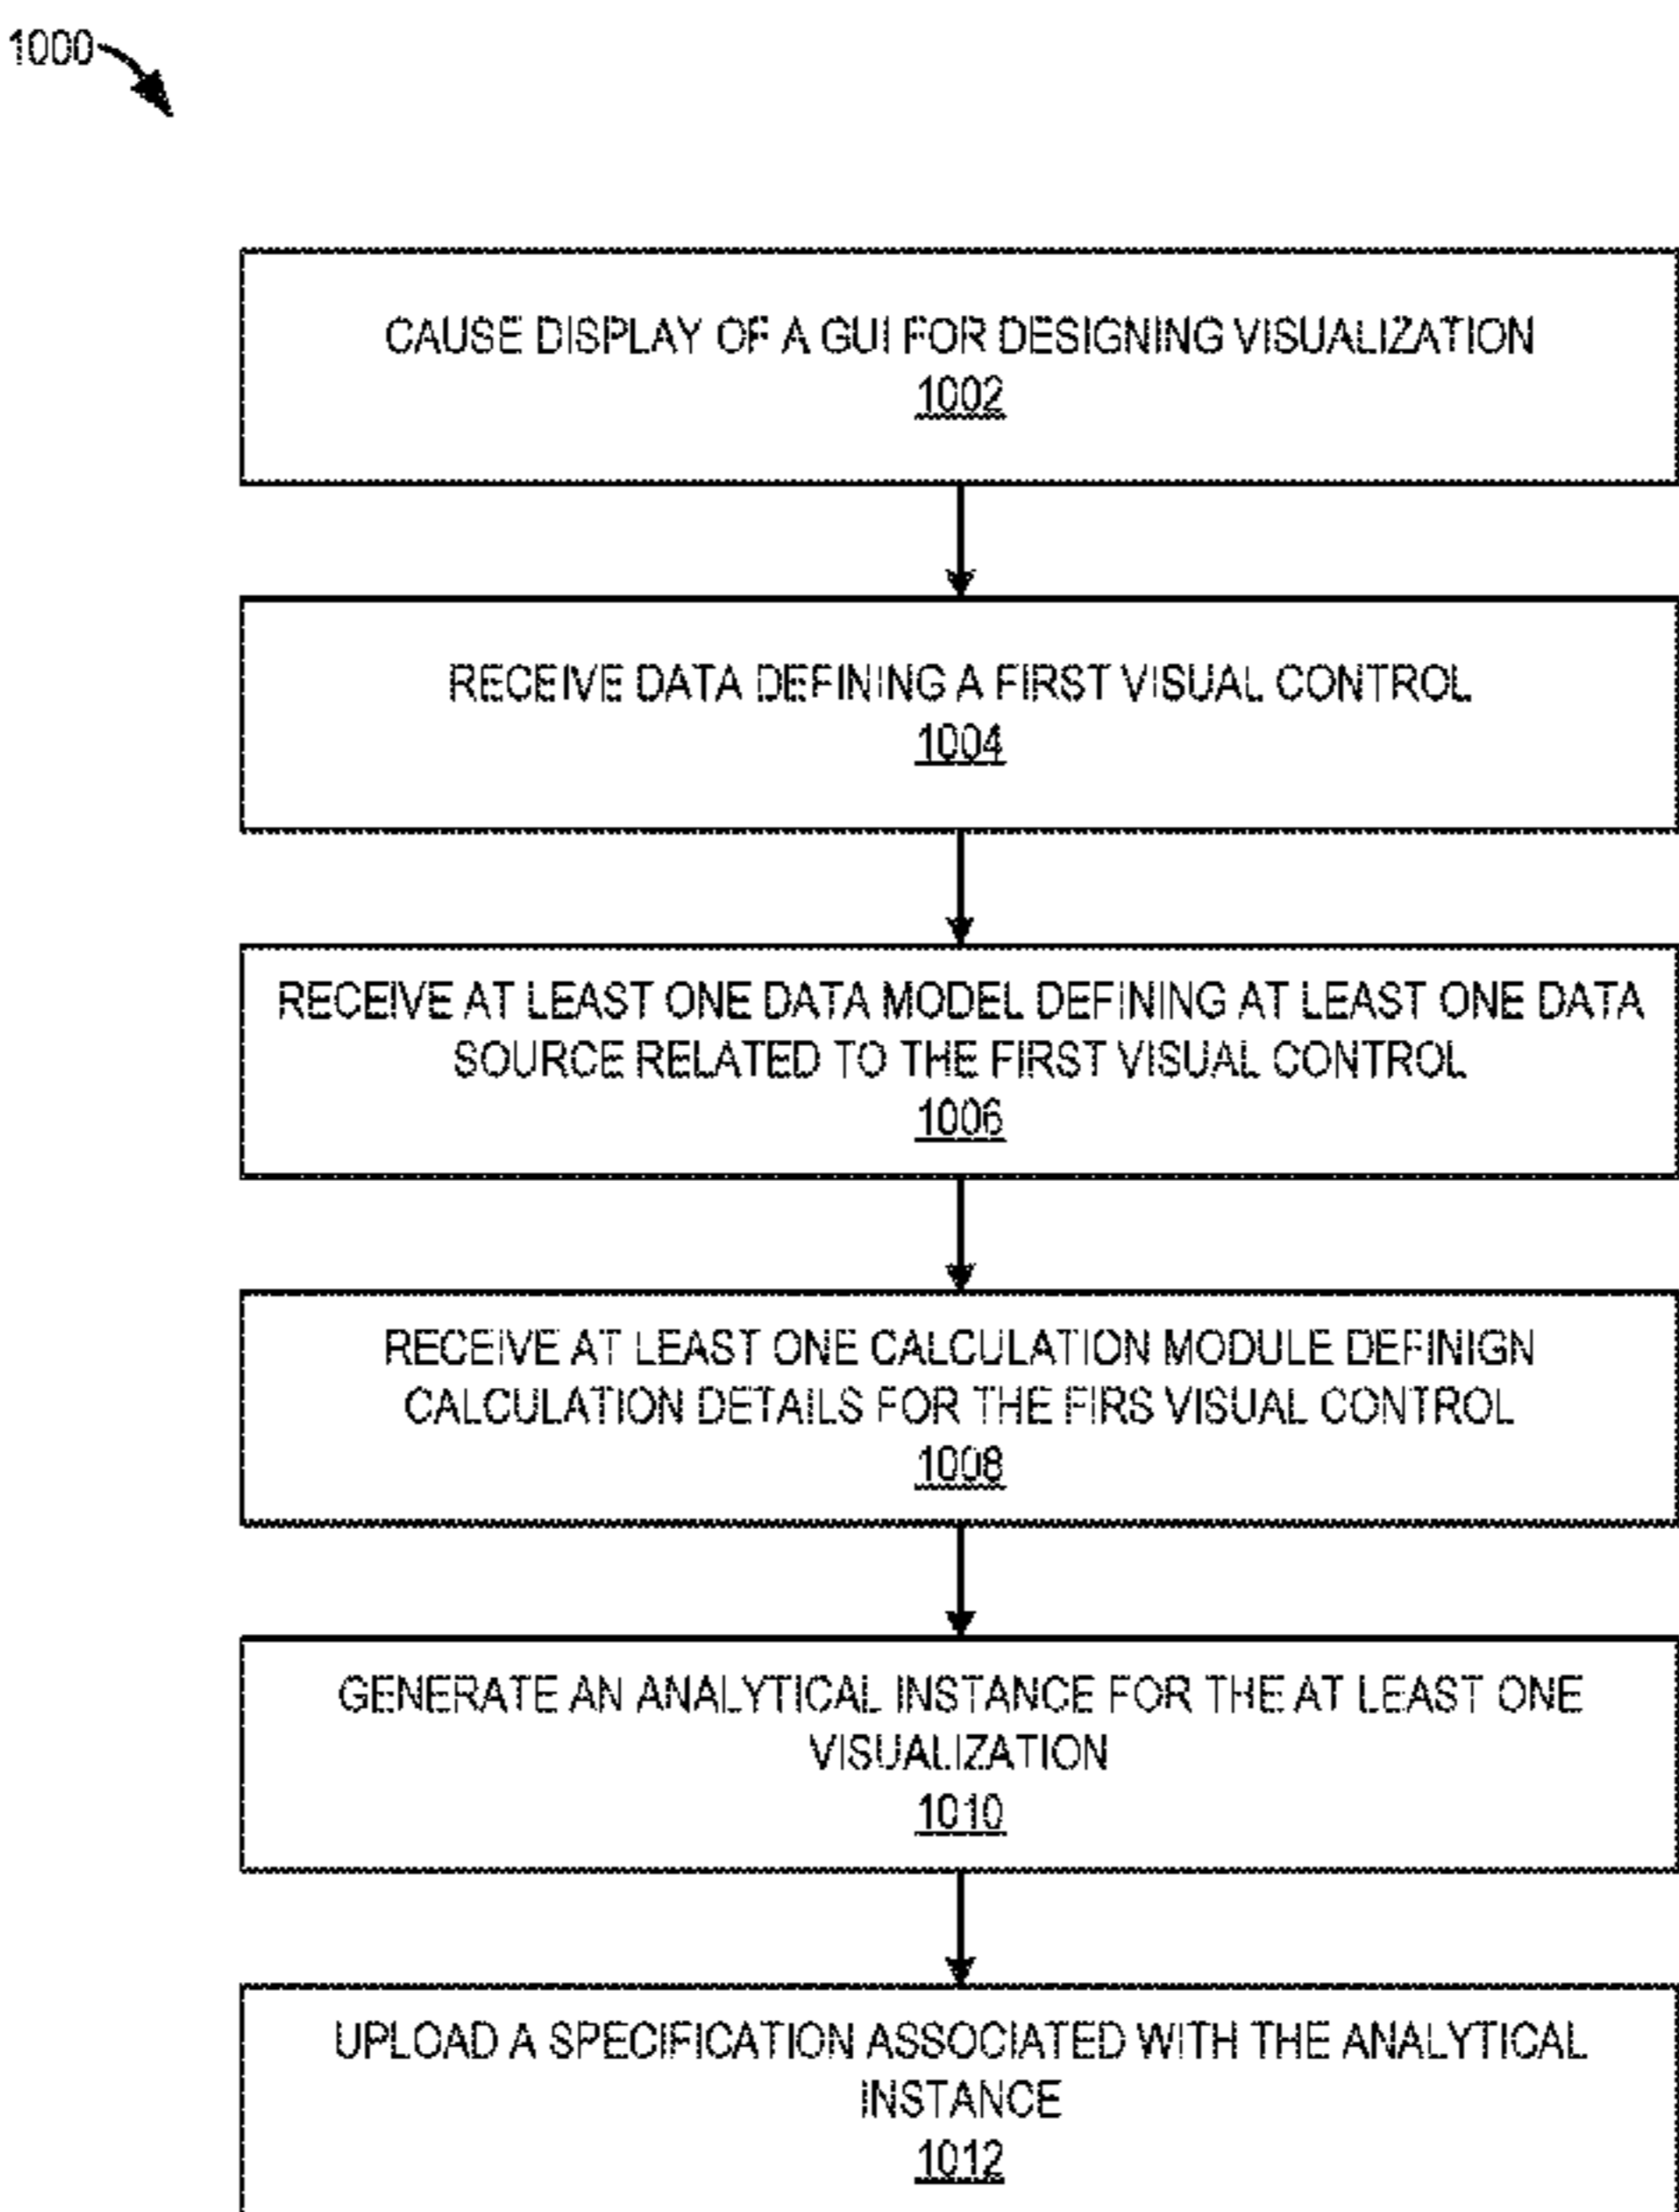 1000
CAUSE DISPLAY OF A GUI FOR DESIGNING VISUALIZATION
1002
RECEIVE DATA DEFINING A FIRST VISUAL CONTROL
1004
RECEIVE AT LEAST ONE DATA MODEL DEFINING AT LEAST ONE DATA
SOURCE RELATED TO THE FIRST VISUAL CONTROL
1006
RECEIVE AT LEAST ONE CALCULATION MODULE DEFINIGN
CALCULATION DETAILS FOR THE FIRS VISUAL CONTROL
1008
GENERATE AN ANALYTICAL INSTANCE FOR THE AT LEAST ONE
VISUALIZATION
1010
UPLOAD A SPECIFICATION ASSOCIATED WITH THE ANALYTICAL
INSTANCE
1012